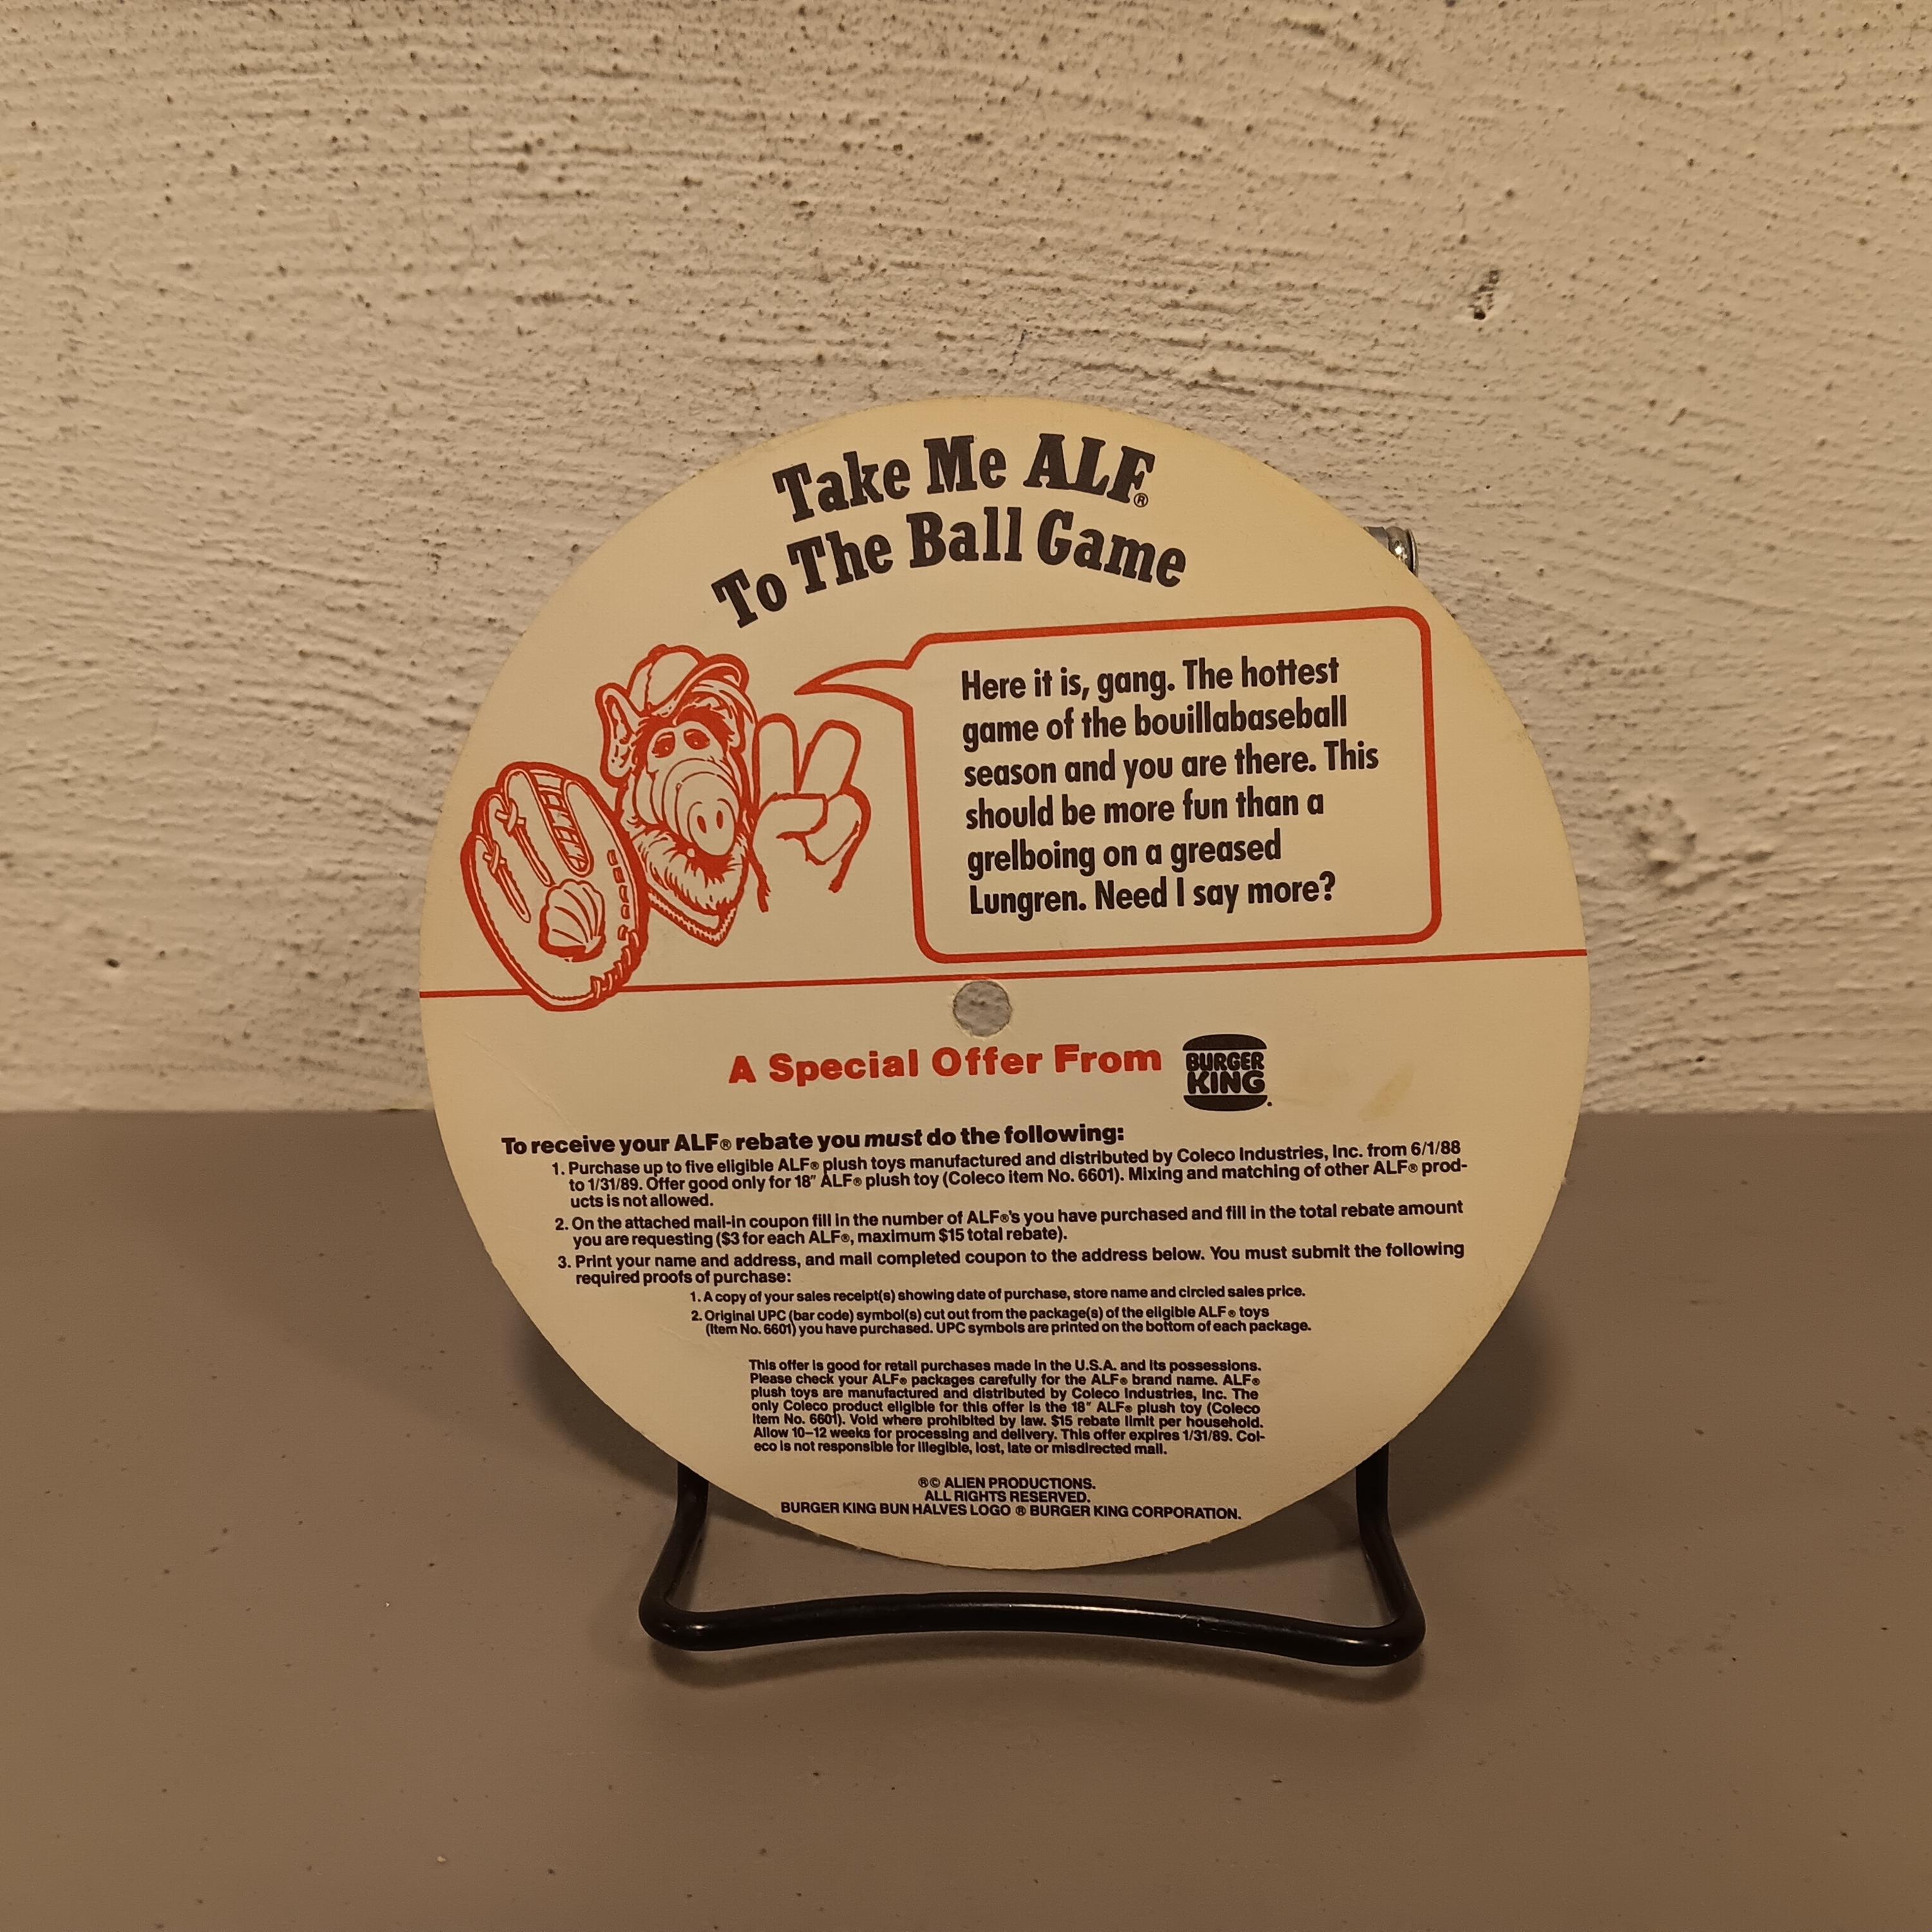 Take Me ALF®
To The Ball Game
Here it is, gang. The hottest
game of the bouillabaseball
season and you are there. This
should be more fun than a
grelboing on a greased
Lungren. Need I say more?
A Special Offer From
BURGER
KING
To receive your ALF® rebate you must do the following:
1. Purchase up to five eligible ALF® plush toys manufactured and distributed by Coleco Industries, Inc. from 6/1/88
to 1/31/89. Offer good only for 18" ALF® plush toy (Coleco item No. 6601). Mixing and matching of other ALF® prod-
ucts is not allowed.
2. On the attached mail-in coupon fill in the number of ALF®'s you have purchased and fill in the total rebate amount
you are requesting ($3 for each ALF®, maximum $15 total rebate).
3. Print your name and address, and mail completed coupon to the address below. You must submit the following
required proofs of purchase:
1. A copy of your sales receipt(s) showing date of purchase, store name and circled sales price.
2. Original UPC (bar code) symbol(s) cut out from the package(s) of the eligible ALF® toys
(Item No. 6601) you have purchased. UPC symbols are printed on the bottom of each package.
This offer is good for retail purchases made in the U.S.A. and its possessions.
Please check your ALF® packages carefully for the ALF® brand name. ALF®
plush toys are manufactured and distributed by Coleco Industries, Inc. The
only Coleco product eligible for this offer is the 18" ALF® plush toy (Coleco
Item No. 6601). Void where prohibited by law. $15 rebate limit per household.
Allow 10–12 weeks for processing and delivery. This offer expires 1/31/89. Col-
eco is not responsible for illegible, lost, late or misdirected mail.
®© ALIEN PRODUCTIONS.
ALL RIGHTS RESERVED.
BURGER KING BUN HALVES LOGO ® BURGER KING CORPORATION.